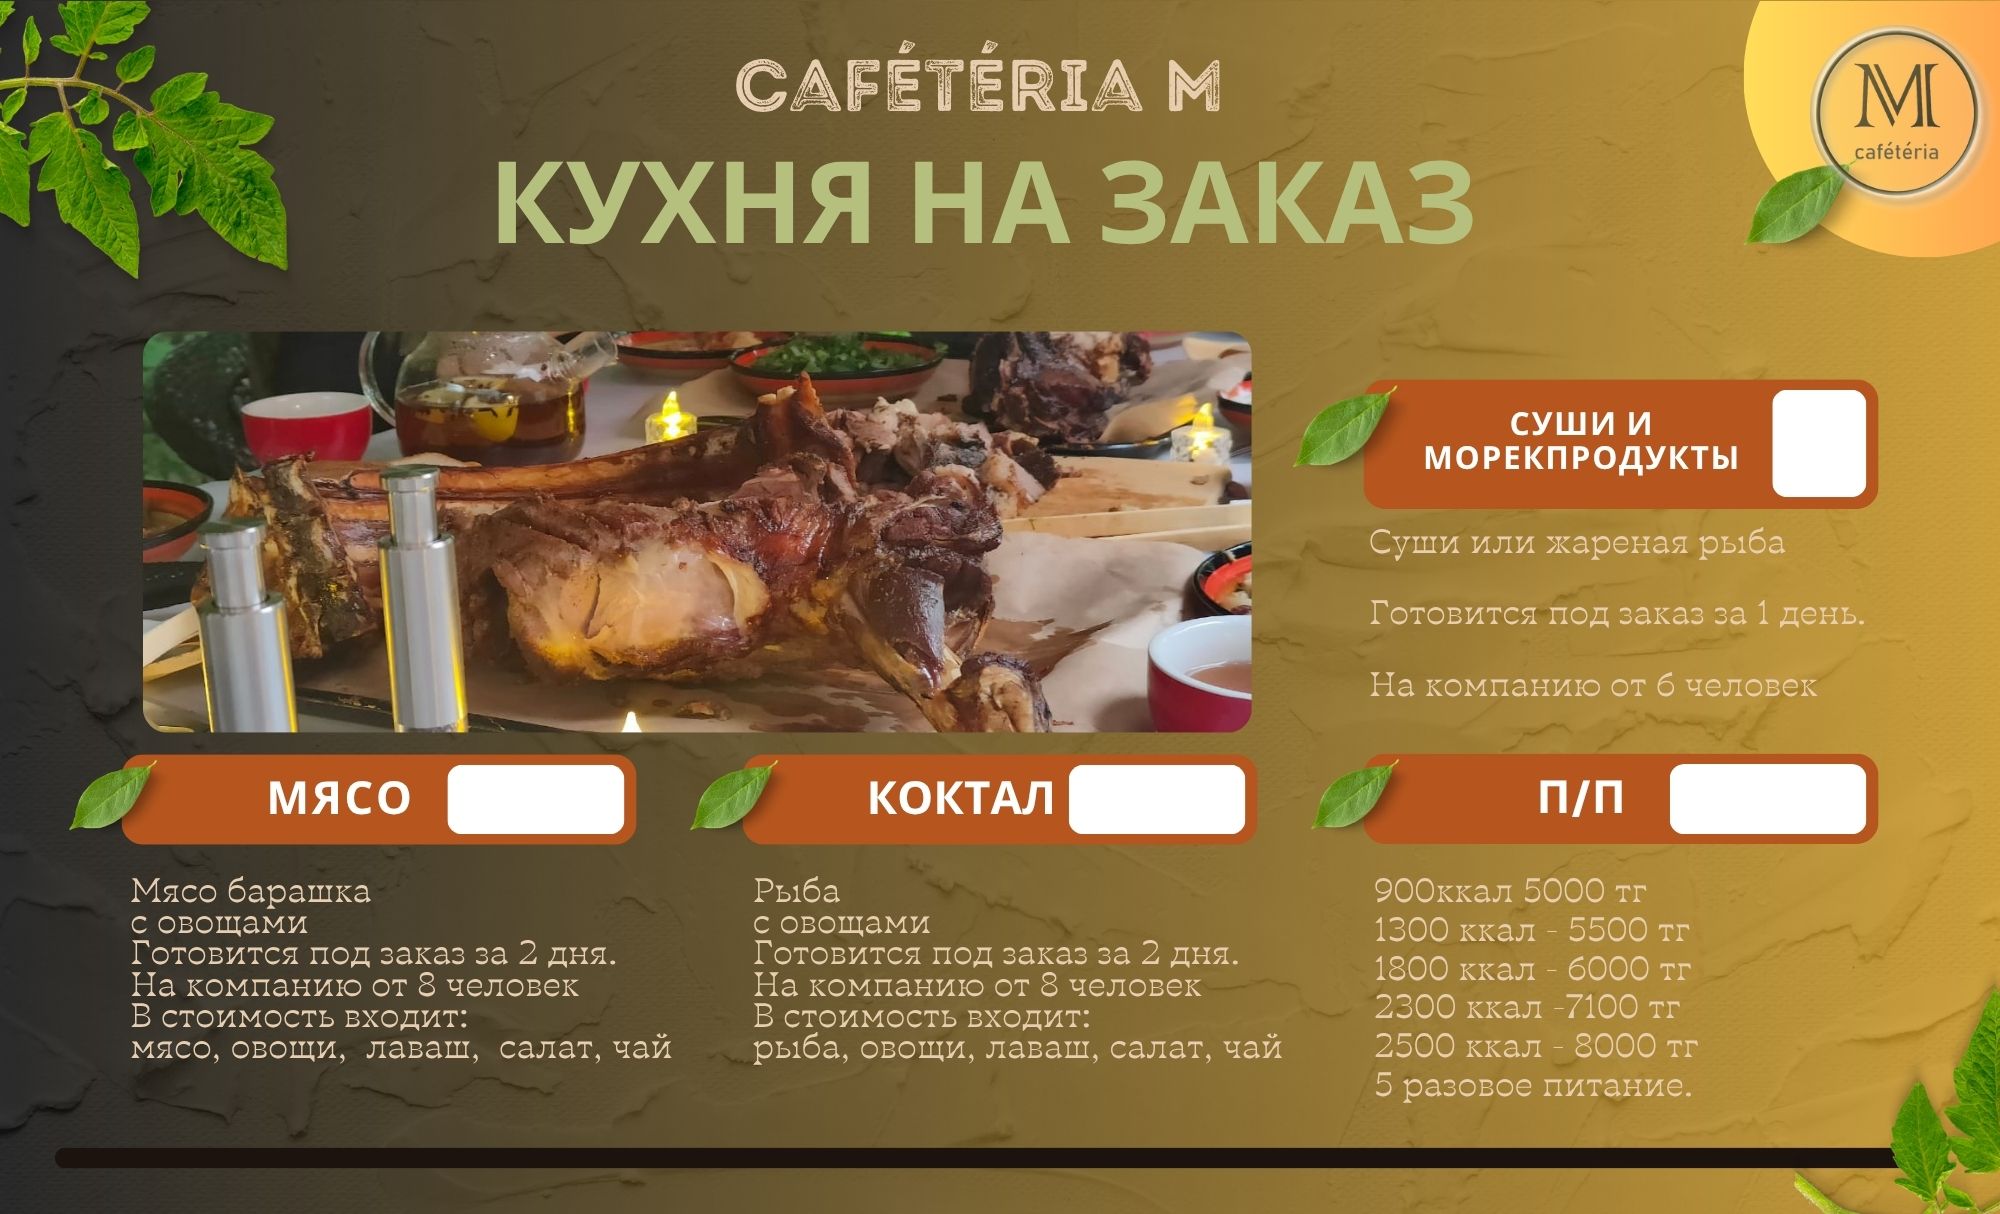 CAFÉTÉRIA M
M
cafétéria
КУХНЯ НА ЗАКАЗ
СУШИ И
МОРЕКПРОДУКТЫ
Суши или жареная рыба
Готовится под заказ за 1 день.
На компанию от 6 человек
МЯСО
Мясо барашка
с овощами
Готовится под заказ за 2 дня.
На компанию от 8 человек
В стоимость входит:
мясо, овощи, лаваш, салат, чай
КОКТАЛ
Рыба
с овощами
Готовится под заказ за 2 дня.
На компанию от 8 человек
В стоимость входит:
рыба, овощи, лаваш, салат, чай
П/П
900ккал 5000 тг
1300 ккал - 5500 тг
1800 ккал - 6000 тг
2300 ккал -7100 тг
2500 ккал - 8000 тг
5 разовое питание.